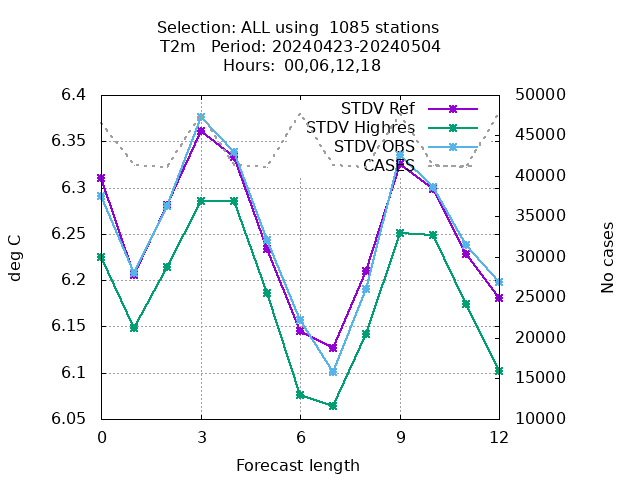 Selection: ALL using  1085 stations
T2m   Period: 20240423-20240504
Hours: 00,06,12,18
STDV Ref
STDV Highres
STDV OBS
CASES
6.4
6.35
6.3
6.25
6.2
6.15
6.1
6.05
50000
45000
40000
35000
30000
25000
20000
15000
10000
deg C
No cases
0 3 6 9 12
Forecast length